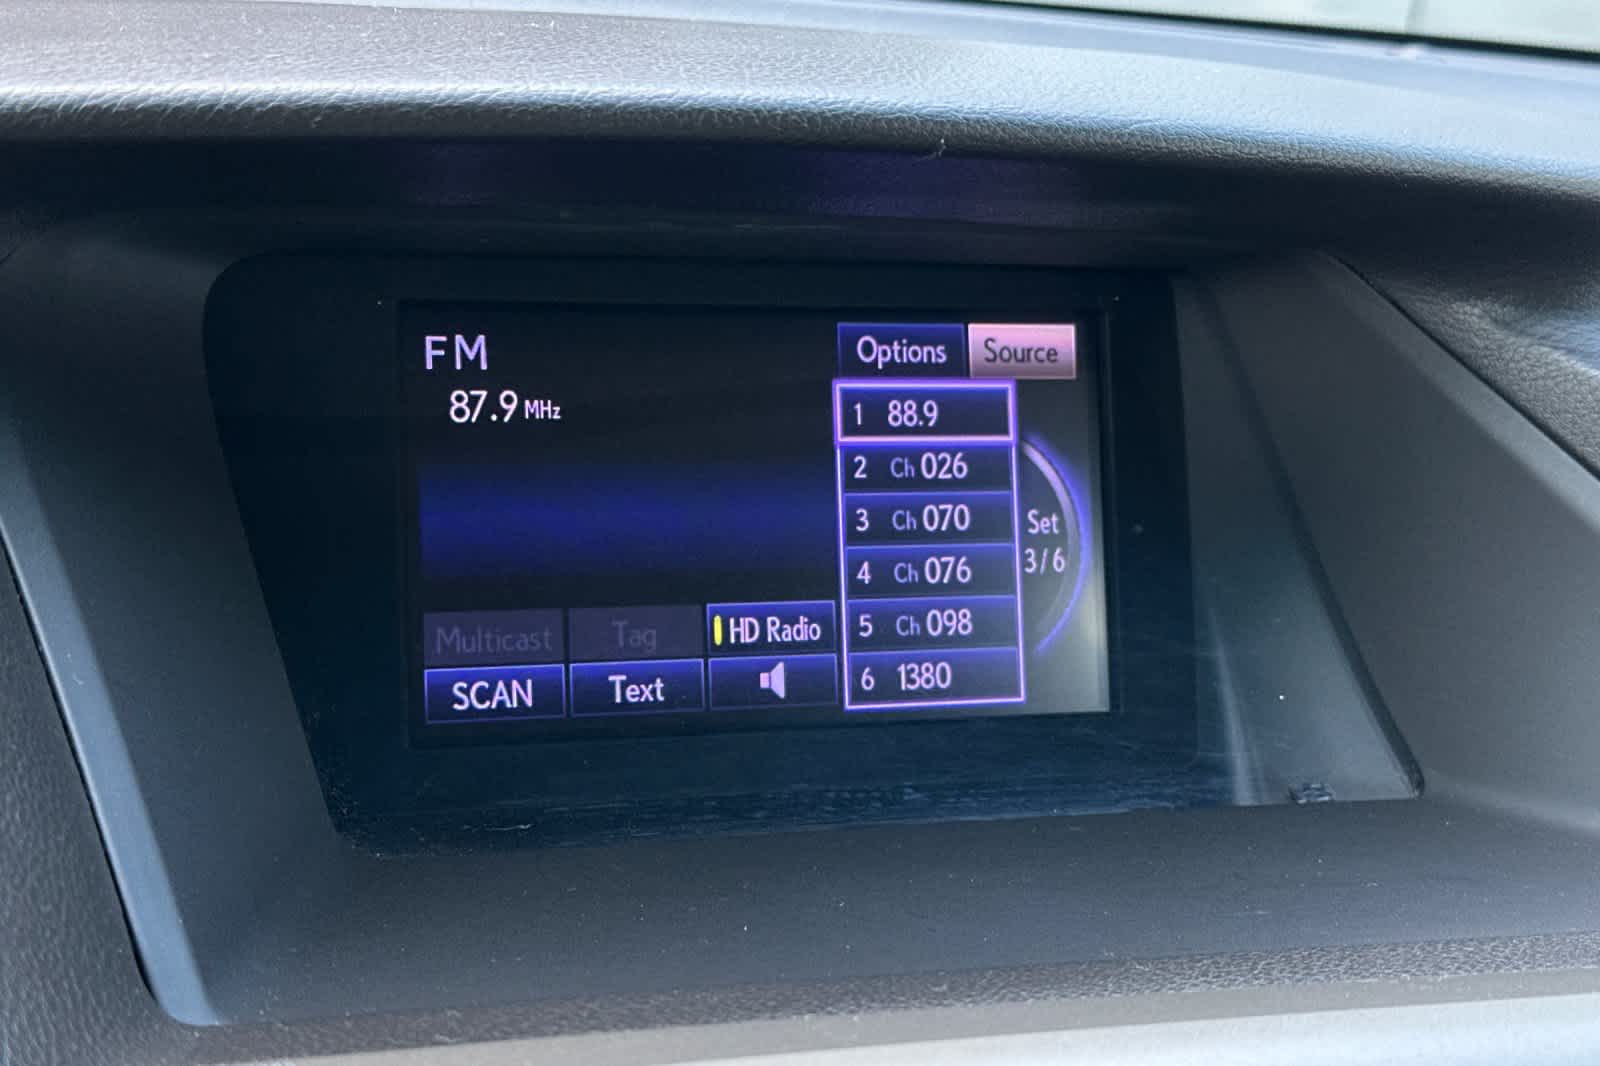 FM
87.9 MHz
Options
Source
1 88.9
2 Ch 026
3 Ch 070
4 Ch 076
5 Ch 098
6 1380
Set
3/6
Multicast
Tag
HD Radio
SCAN
Text